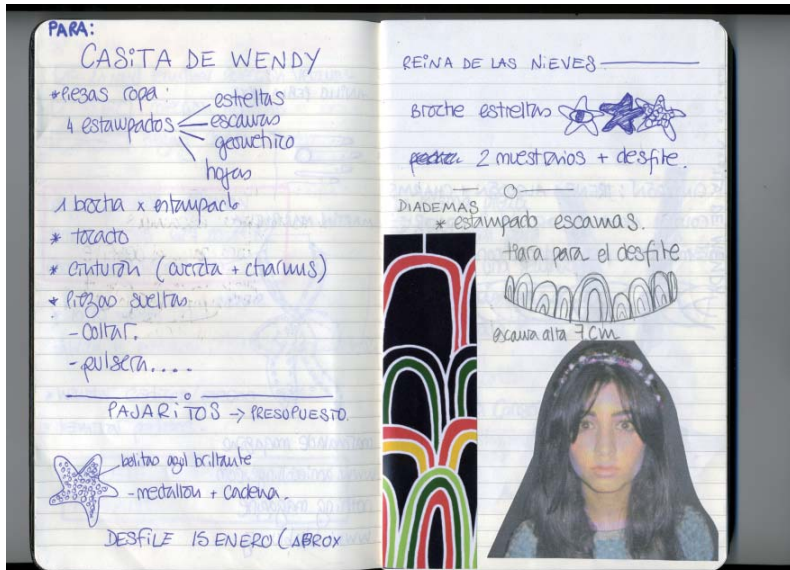 PARA:
CASITA DE WENDY
*Piezas ropa:
4 estampados
estrellas
escamas
geométrico
hojas
1 broche x estampado
* tocado
* cinturón (cuerda + charms)
* Piezas sueltas
- Collar.
- pulsera....
PAJARITOS → PRESUPUESTO.
bolitas azul brillante
- medallón + cadena.
DESFILE 15 ENERO (APROX
REINA DE LAS NIEVES
Broche estrellas
2 muestrarios + desfile.
DIADEMAS
* estampado escamas.
tiara para el desfile
escama alta 7 cm